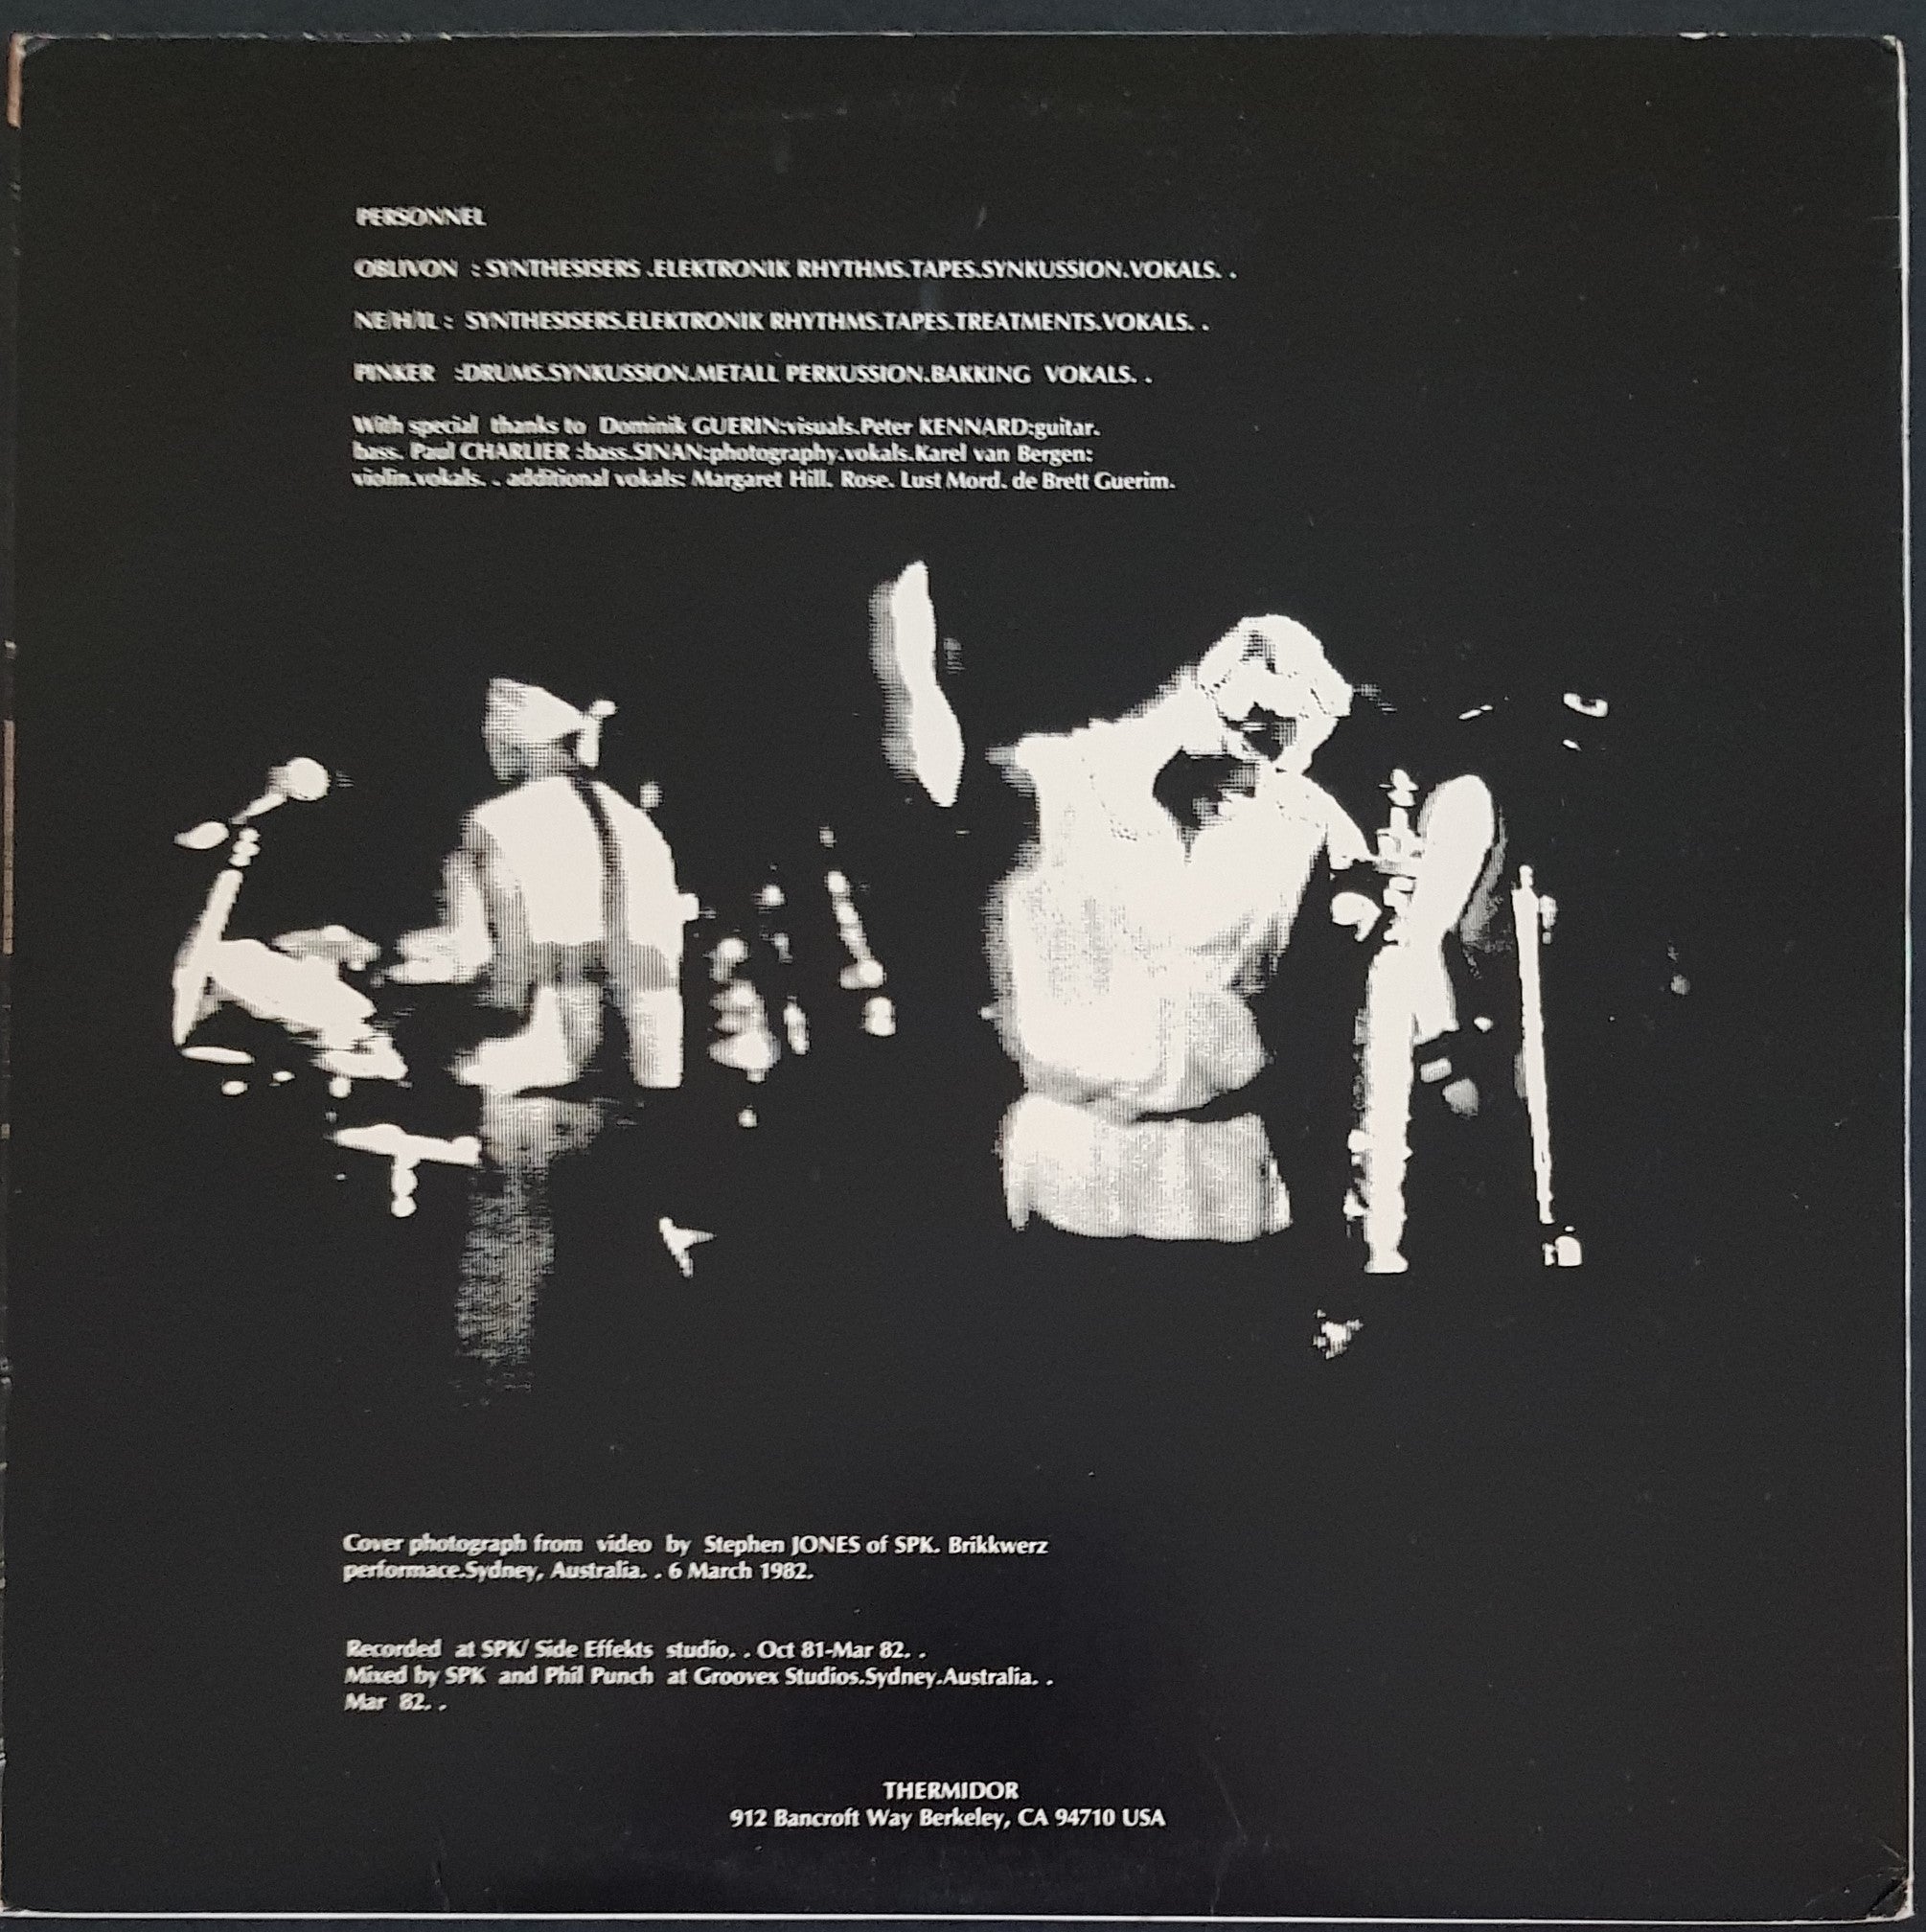 PERSONNEL
OBLIVON : SYNTHESISERS .ELEKTRONIK RHYTHMS.TAPES.SYNKUSSION.VOKALS. .
NE/H/IL : SYNTHESISERS.ELEKTRONIK RHYTHMS.TAPES.TREATMENTS.VOKALS. .
PINKER :DRUMS.SYNKUSSION.METALL PERKUSSION.BAKKING VOKALS. .
With special thanks to Dominik GUERIN:visuals.Peter KENNARD:guitar.
bass. Paul CHARLIER :bass.SINAN:photography.vokals.Karel van Bergen:
violin.vokals. . additional vokals: Margaret Hill. Rose. Lust Mord. de Brett Guerim.
Cover photograph from video by Stephen JONES of SPK. Brikkwerz
performace.Sydney, Australia. . 6 March 1982.
Recorded at SPK/ Side Effekts studio. . Oct 81-Mar 82. .
Mixed by SPK and Phil Punch at Groovex Studios.Sydney.Australia. .
Mar 82. .
THERMIDOR
912 Bancroft Way Berkeley, CA 94710 USA